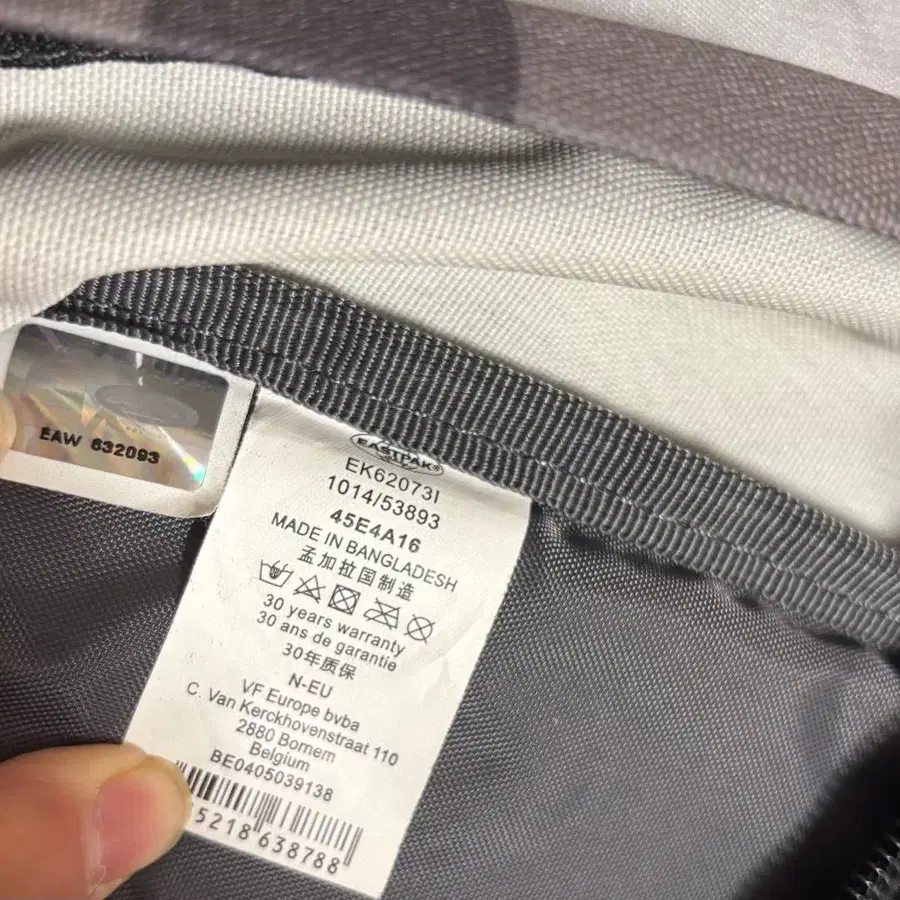 EAW 632093
EASTPAK®
EK62073I
1014/53893
45E4A16
MADE IN BANGLADESH
孟加拉国制造
30 years warranty
30 ans de garantie
30年质保
N-EU
VF Europe bvba
C. Van Kerckhovenstraat 110
2880 Bornem
Belgium
BE0405039138
5218 638788